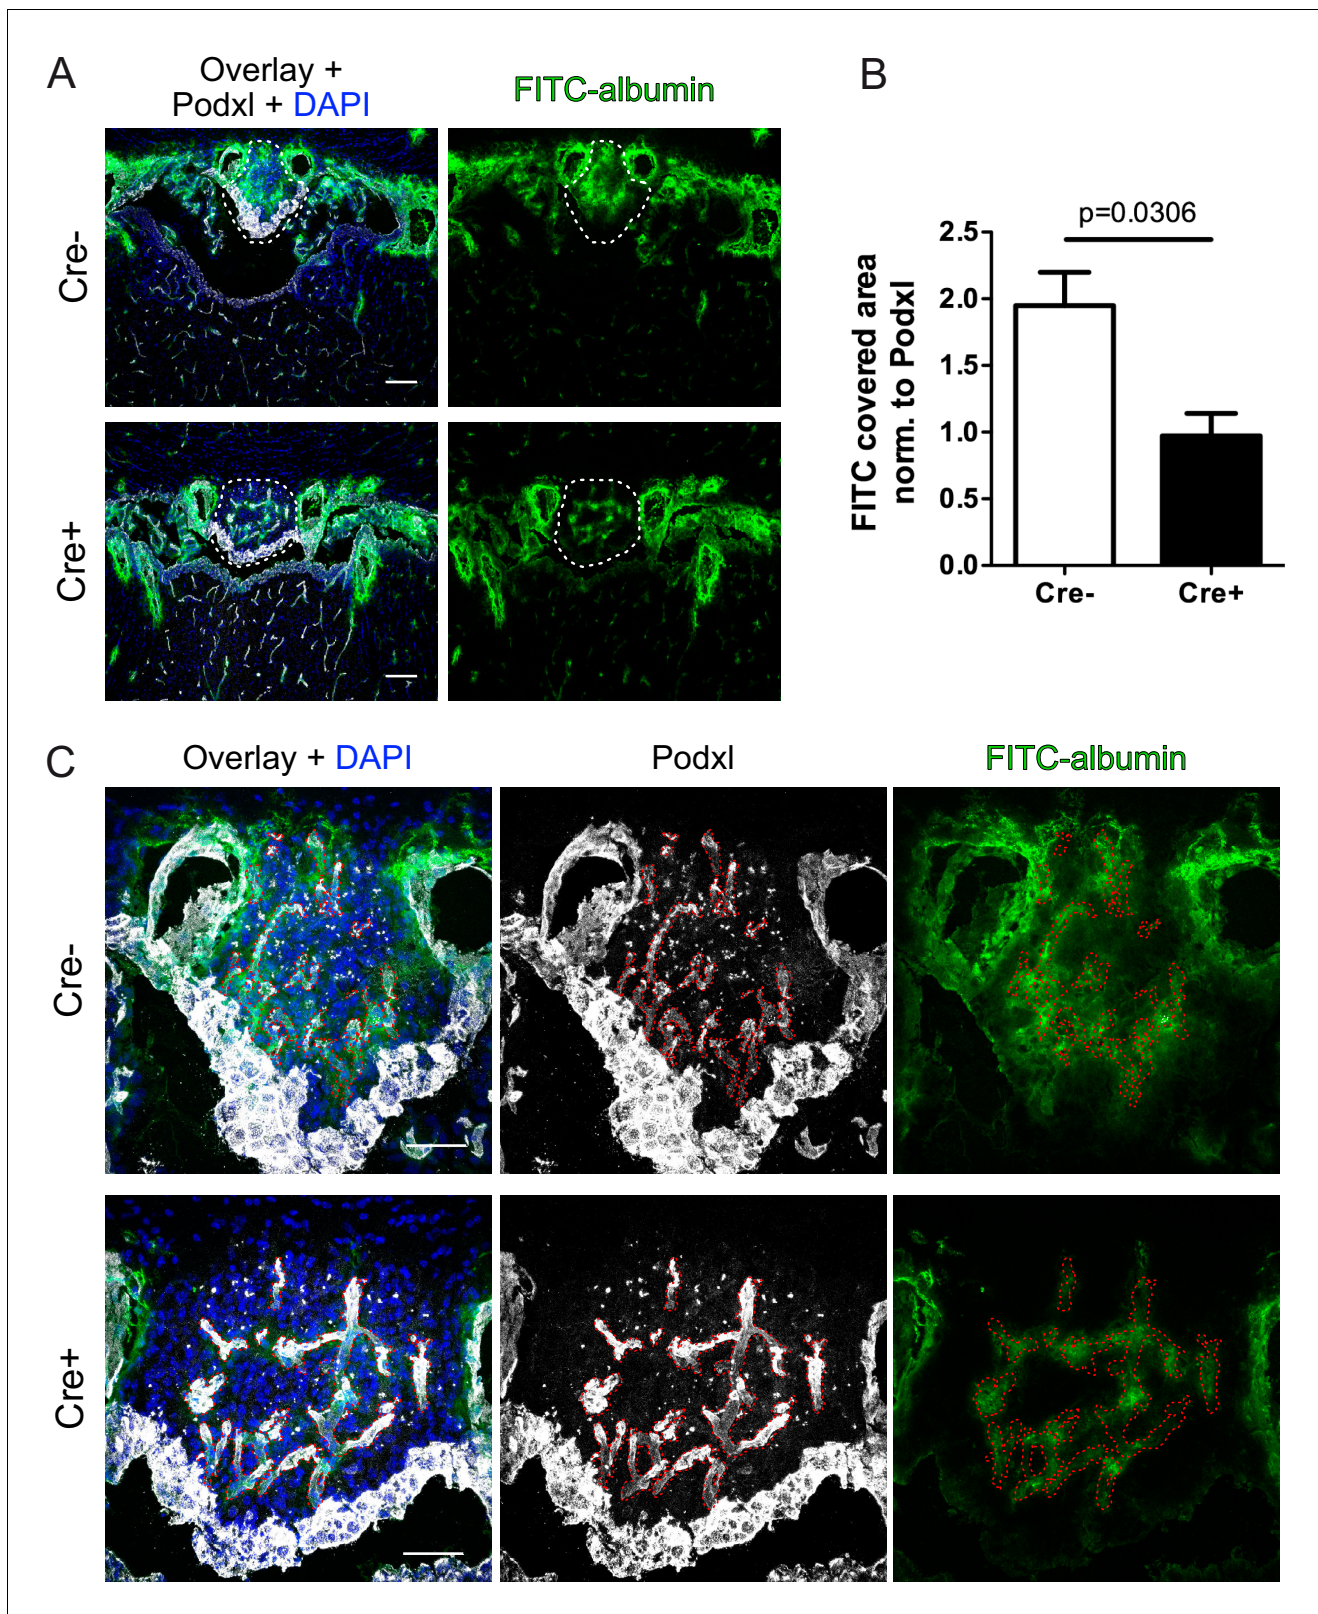 A
Overlay +
Podxl + DAPI
FITC-albumin
Cre-
Cre+
B
p=0.0306
FITC covered area
norm. to Podxl
2.5
2.0
1.5
1.0
0.5
0.0
Cre-
Cre+
C
Overlay + DAPI
Podxl
FITC-albumin
Cre-
Cre+